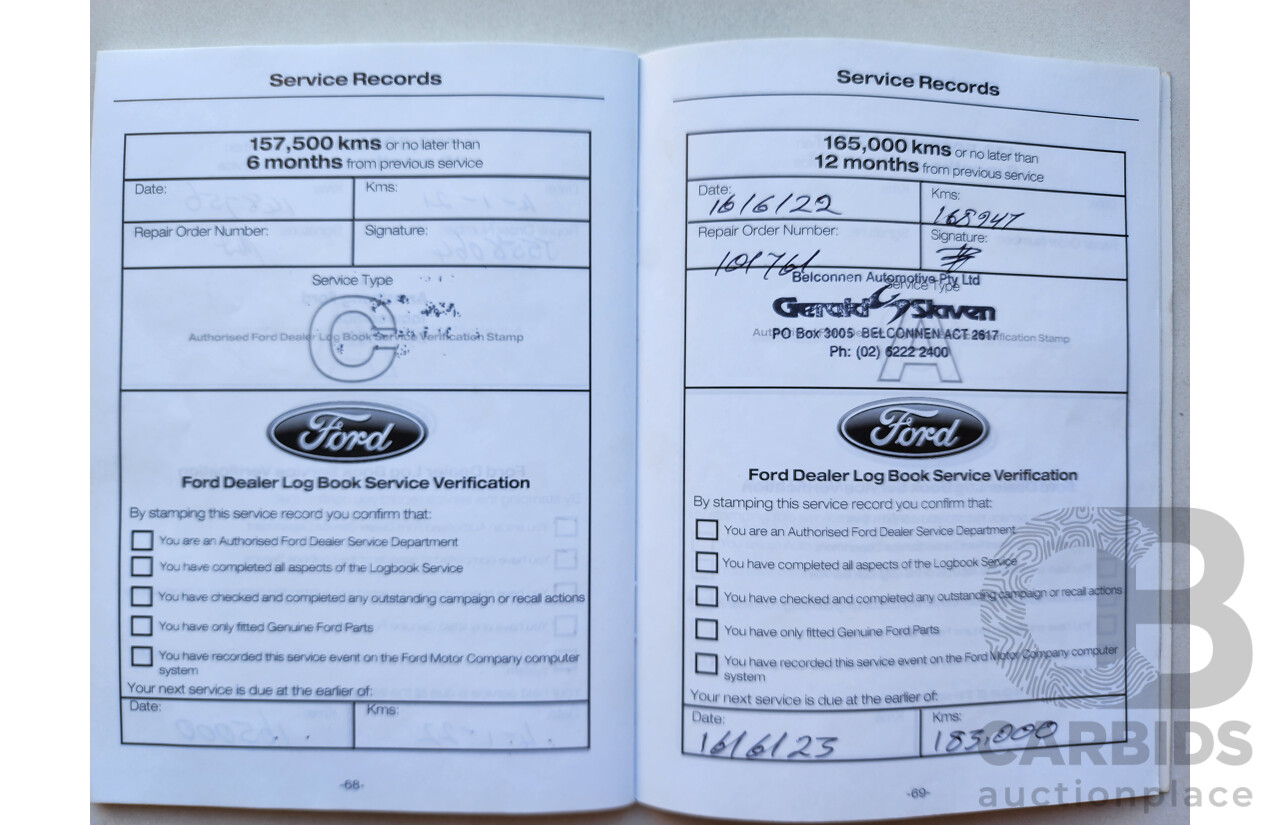 Service Records
157,500 kms or no later than
6 months from previous service
Date:
Kms:
Repair Order Number:
Signature:
Service Type
C
Authorised Ford Dealer Log Book Service Verification Stamp
Ford
Ford Dealer Log Book Service Verification
By stamping this service record you confirm that:
You are an Authorised Ford Dealer Service Department
You have completed all aspects of the Logbook Service
You have checked and completed any outstanding campaign or recall actions
You have only fitted Genuine Ford Parts
You have recorded this service event on the Ford Motor Company computer
system
Your next service is due at the earlier of:
Date:
Kms:
-68-
Service Records
165,000 kms or no later than
12 months from previous service
Date:
16/6/22
Kms:
168947
Repair Order Number:
101761
Signature:
Belconnen Automotive Pty Ltd
Service Type
Gerald Slaven
PO Box 3005 BELCONNEN ACT 2617
Ph: (02) 6222 2400
A
Ford
Ford Dealer Log Book Service Verification
By stamping this service record you confirm that:
You are an Authorised Ford Dealer Service Department
You have completed all aspects of the Logbook Service
You have checked and completed any outstanding campaign or recall actions
You have only fitted Genuine Ford Parts
You have recorded this service event on the Ford Motor Company computer
system
Your next service is due at the earlier of:
Date:
16/6/23
Kms:
183,000
-69-
CB
CARBIDS
auctionplace